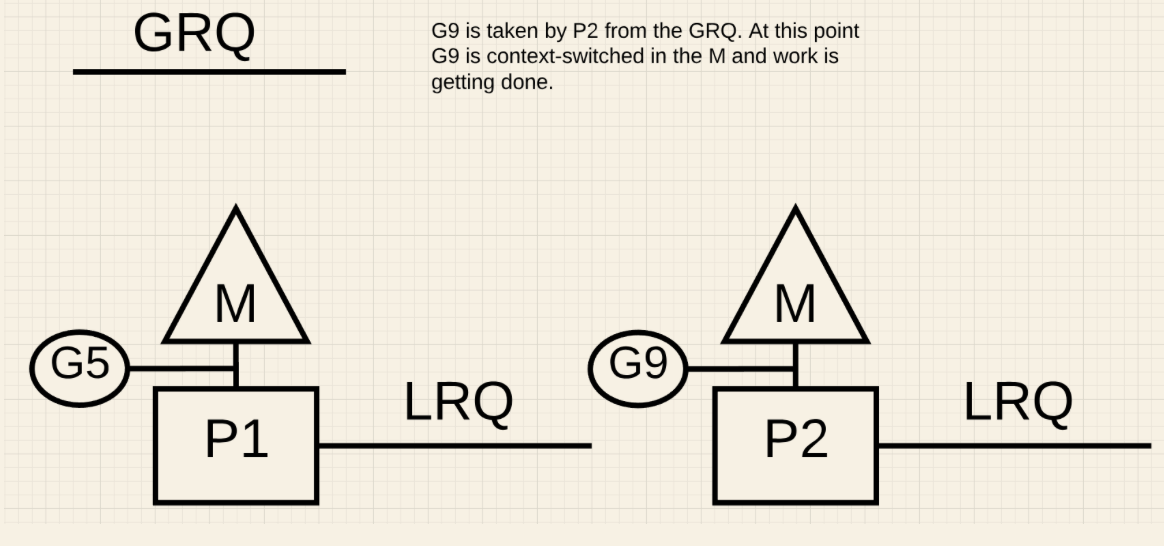 GRQ
G9 is taken by P2 from the GRQ. At this point
G9 is context-switched in the M and work is
getting done.
M
M
G5
G9
LRQ
LRQ
P1
P2